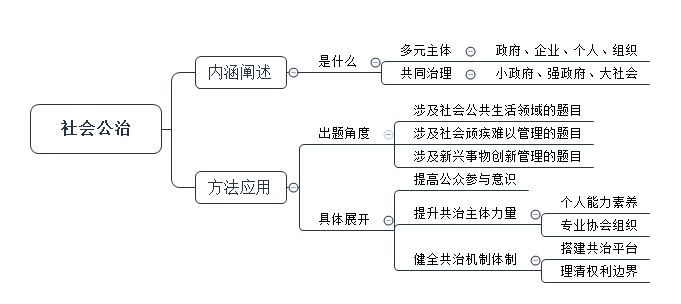 社会公治
内涵阐述
是什么
多元主体
政府、企业、个人、组织
共同治理
小政府、强政府、大社会
方法应用
出题角度
涉及社会公共生活领域的题目
涉及社会顽疾难以管理的题目
涉及新兴事物创新管理的题目
具体展开
提高公众参与意识
提升共治主体力量
个人能力素养
专业协会组织
健全共治机制体制
搭建共治平台
理清权利边界